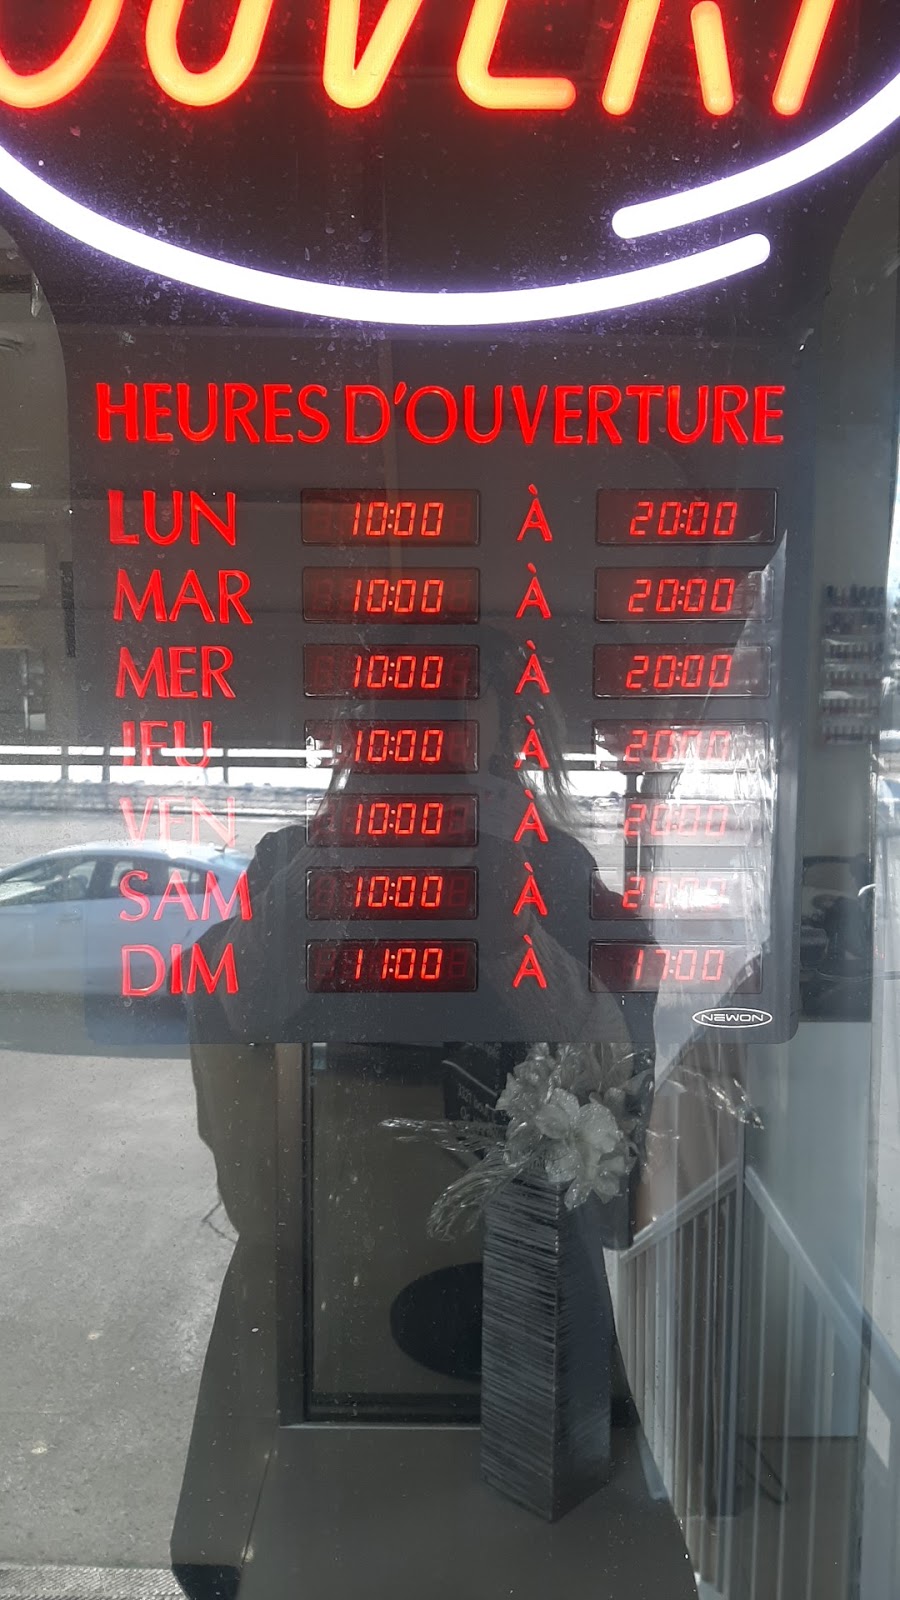 OUVERT
HEURES D'OUVERTURE
LUN 10:00 À 20:00
MAR 10:00 À 20:00
MER 10:00 À 20:00
JEU 10:00 À 20:00
VEN 10:00 À 20:00
SAM 10:00 À 20:00
DIM 11:00 À 17:00
NEWON